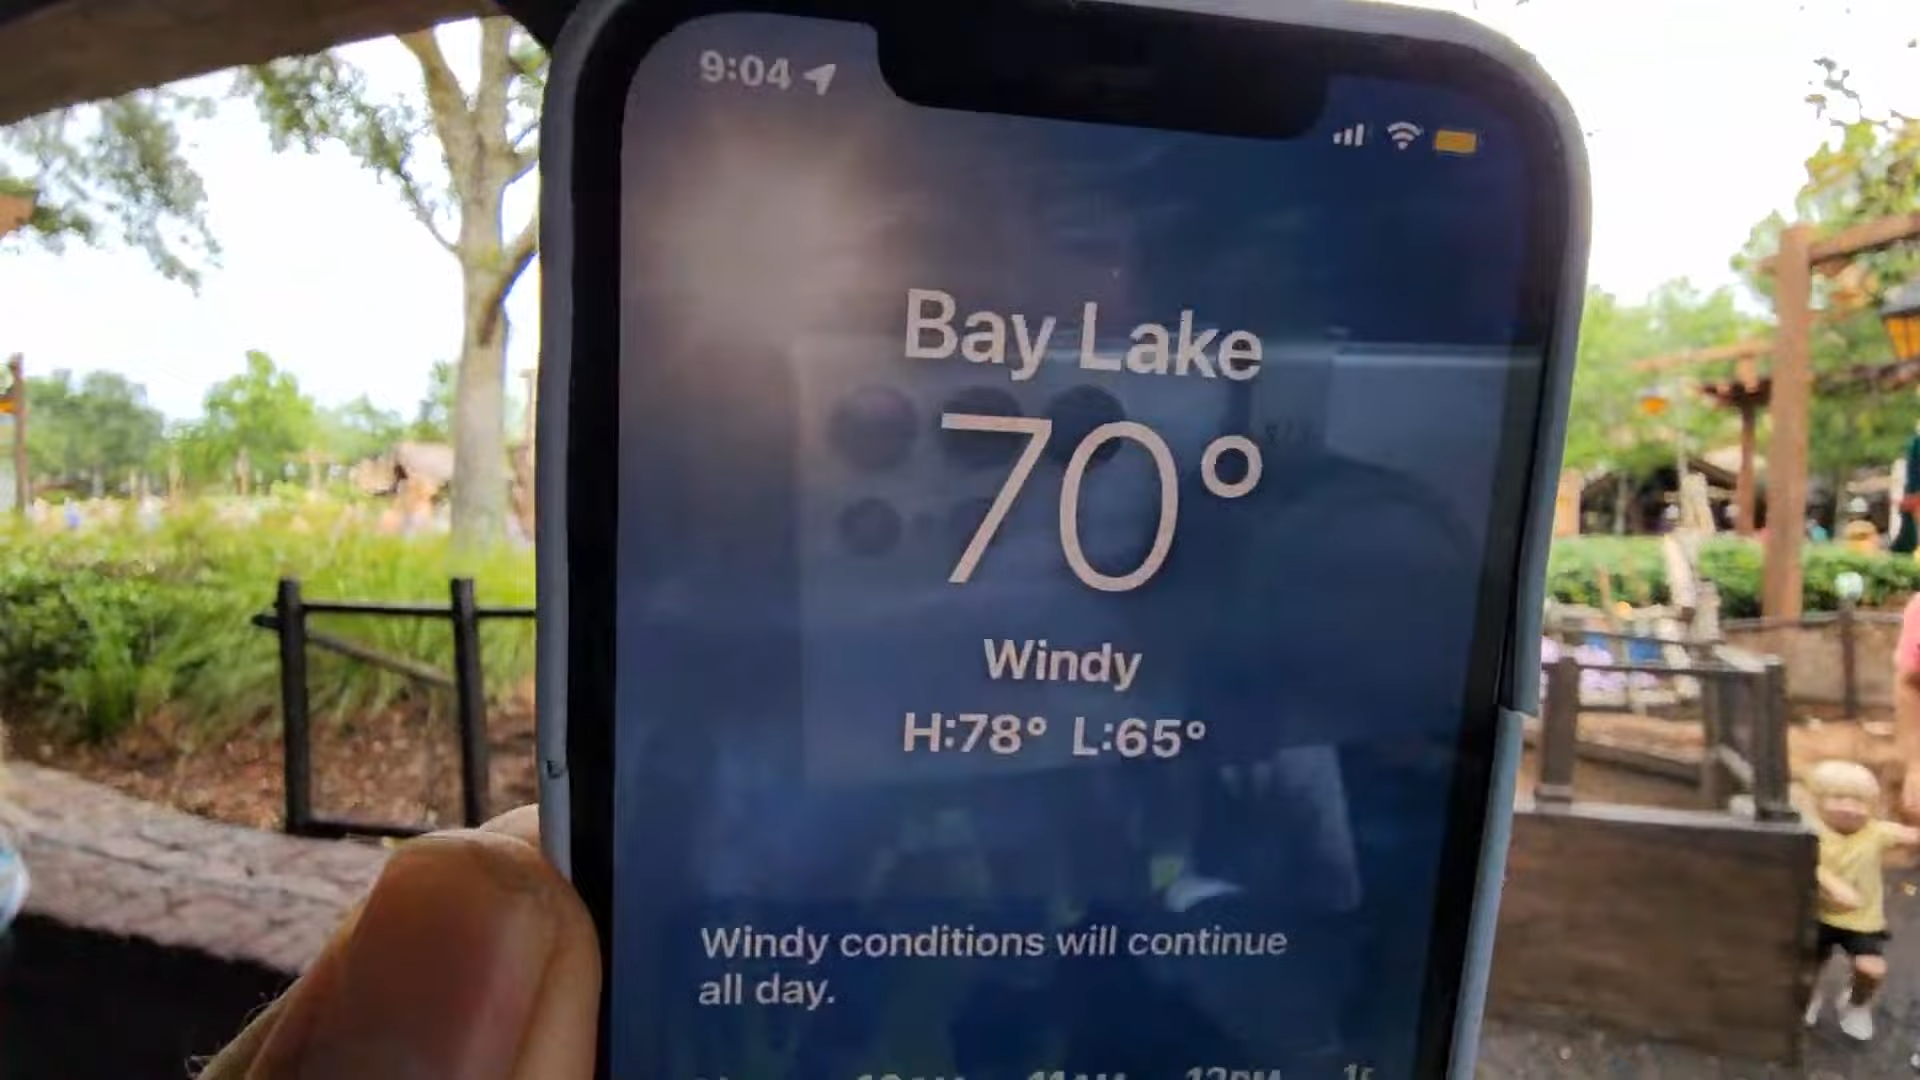 9:04
Bay Lake
70°
Windy
H:78° L:65°
Windy conditions will continue
all day.